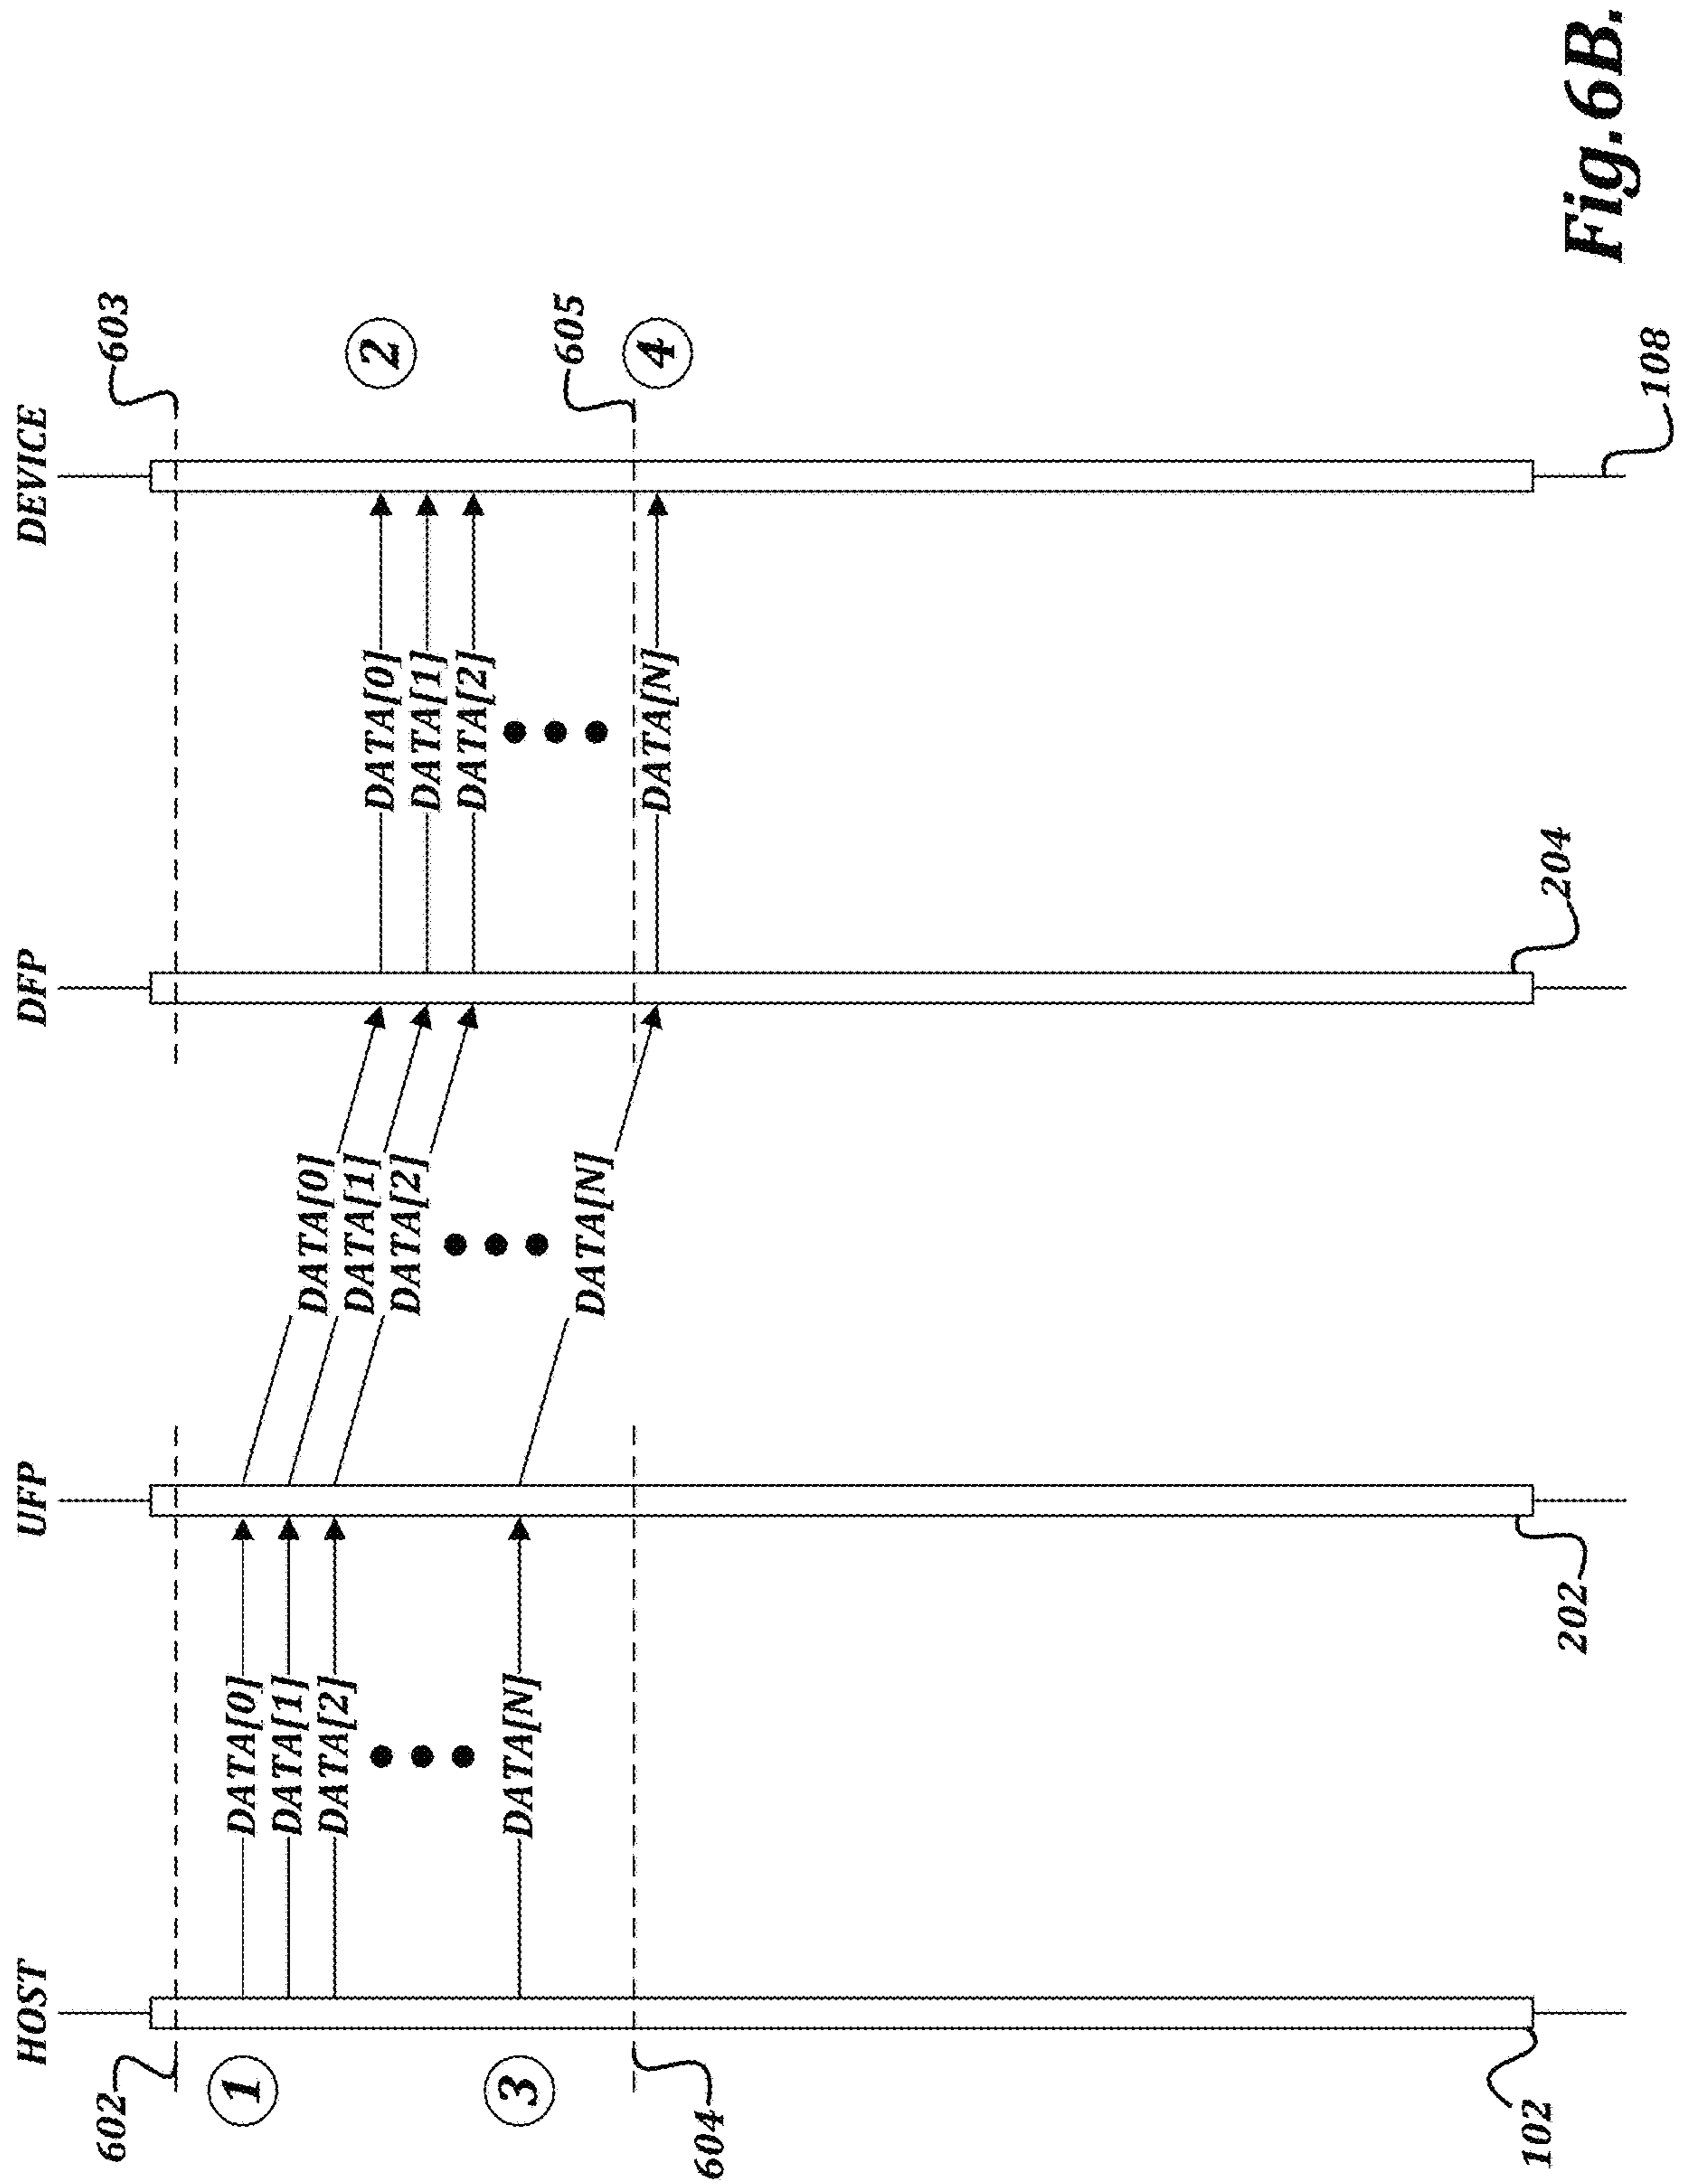 HOST
UFP
DFP
DEVICE
602
603
1
DATA[0]
DATA[1]
DATA[2]
DATA[0]
DATA[1]
DATA[2]
DATA[0]
DATA[1]
DATA[2]
2
3
DATA[N]
DATA[N]
DATA[N]
605
4
604
102
202
204
108
Fig.6B.